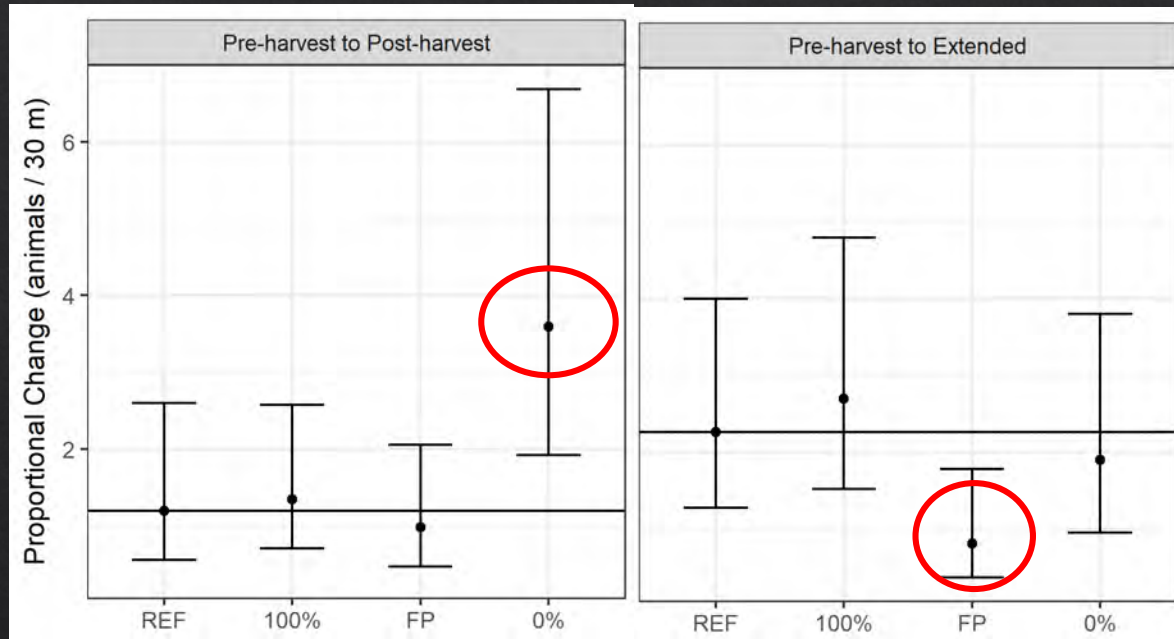 Pre-harvest to Post-harvest
Pre-harvest to Extended
Proportional Change (animals / 30 m)
6
4
2
REF 100% FP 0%
REF 100% FP 0%